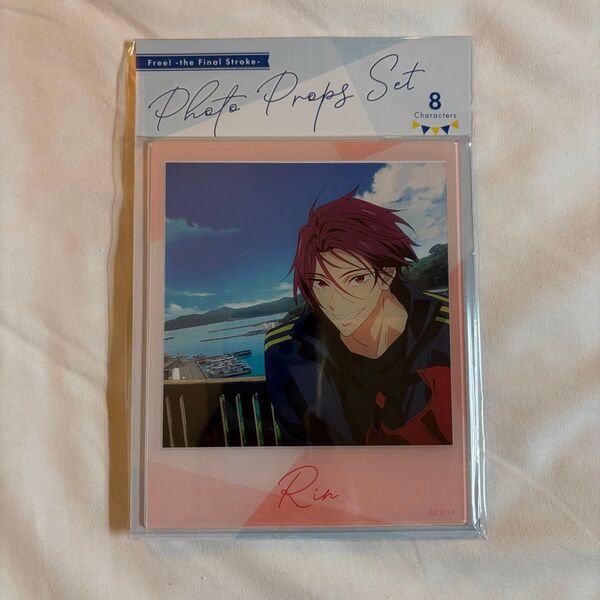 Free! -the Final Stroke-
Photo Props Set
8
Characters
Rin